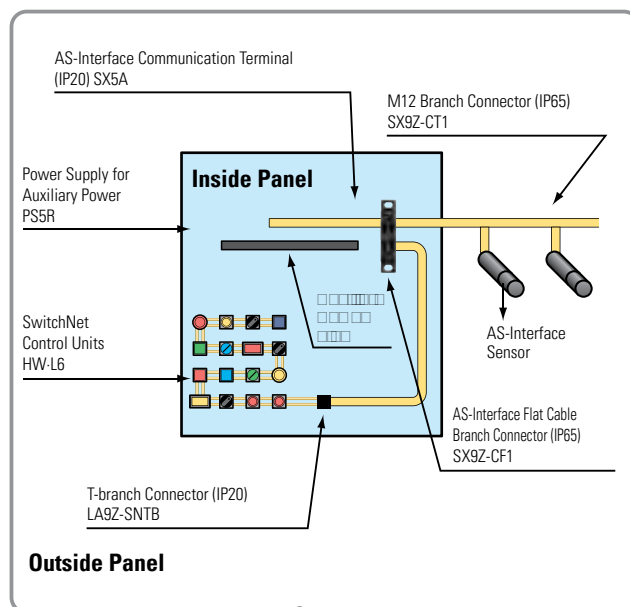 AS-Interface Communication Terminal
(IP20) SX5A
M12 Branch Connector (IP65)
SX9Z-CT1
Power Supply for
Auxiliary Power
PS5R
Inside Panel
SwitchNet
Control Units
HW-L6
AS-Interface
Sensor
AS-Interface Flat Cable
Branch Connector (IP65)
SX9Z-CF1
T-branch Connector (IP20)
LA9Z-SNTB
Outside Panel